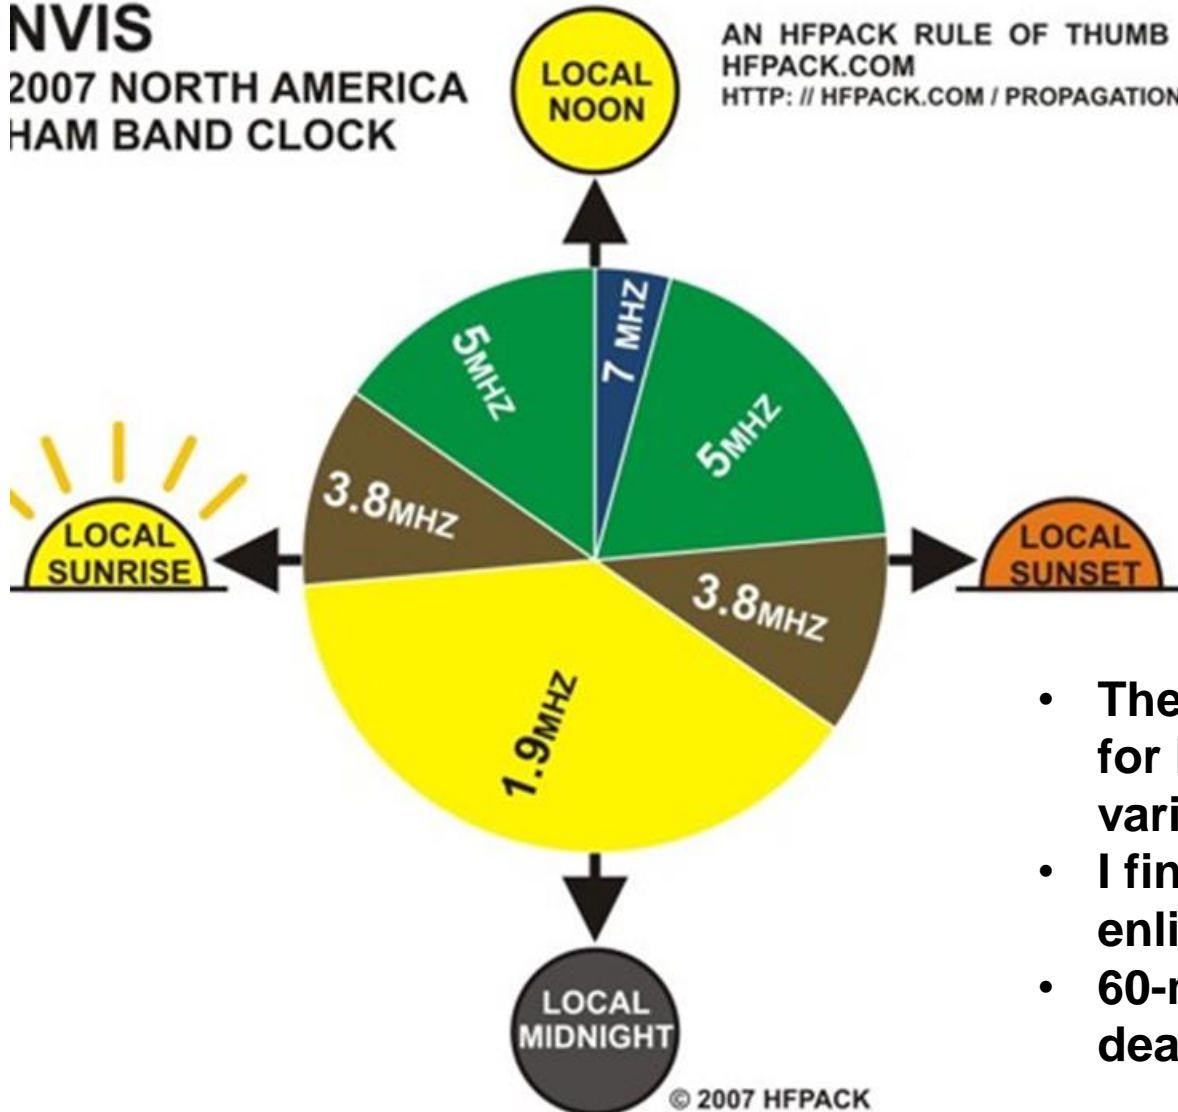 NVIS
2007 NORTH AMERICA
HAM BAND CLOCK
LOCAL
NOON
AN HFPACK RULE OF THUMB
HFPACK.COM
HTTP: // HFPACK.COM / PROPAGATION
7 MHZ
5MHZ
5MHZ
3.8MHZ
3.8MHZ
1.9MHZ
LOCAL
SUNRISE
LOCAL
SUNSET
LOCAL
MIDNIGHT
© 2007 HFPACK
• The
for
vari
• I fin
enli
• 60-
dea